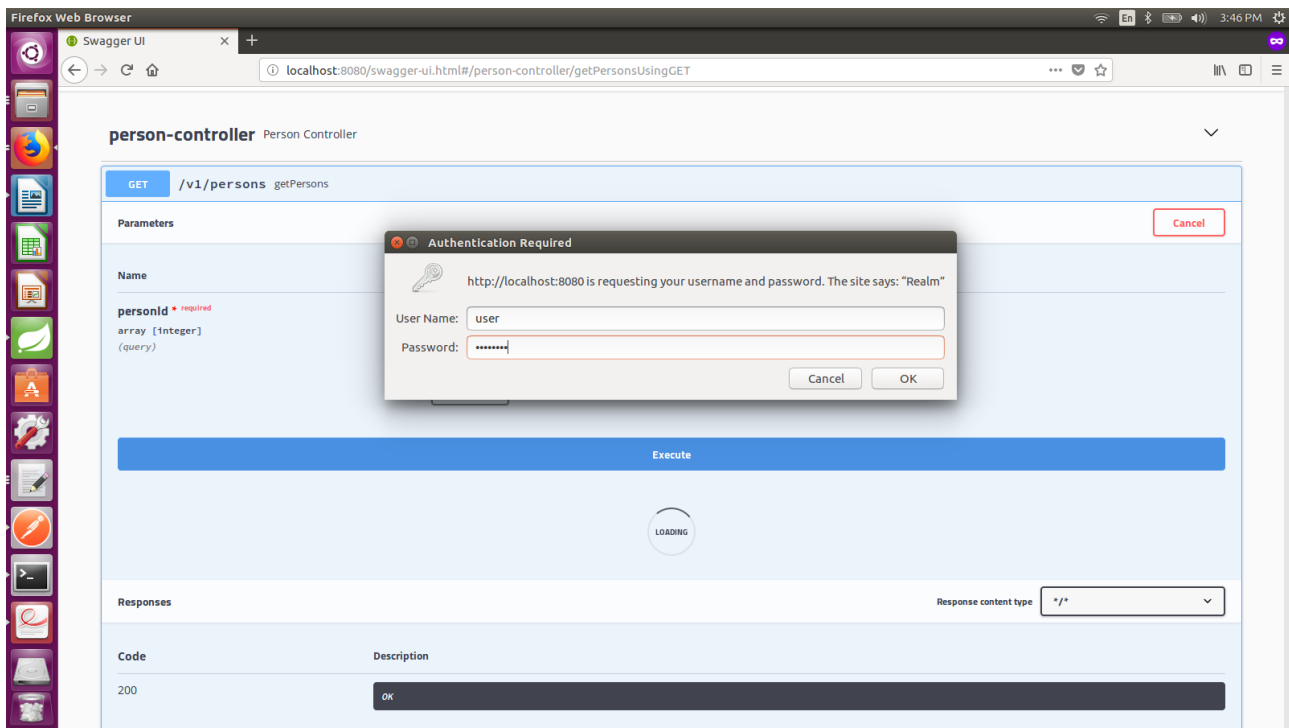 Firefox Web Browser
En
3:46 PM
Swagger UI
localhost:8080/swagger-ui.html#/person-controller/getPersonsUsingGET
person-controller Person Controller
GET /v1/persons getPersons
Parameters
Cancel
Authentication Required
http://localhost:8080 is requesting your username and password. The site says: “Realm”
User Name: user
Password: ••••••••
Cancel OK
Name
personId * required
array [integer]
(query)
Execute
LOADING
Responses
Response content type */*
Code Description
200 OK